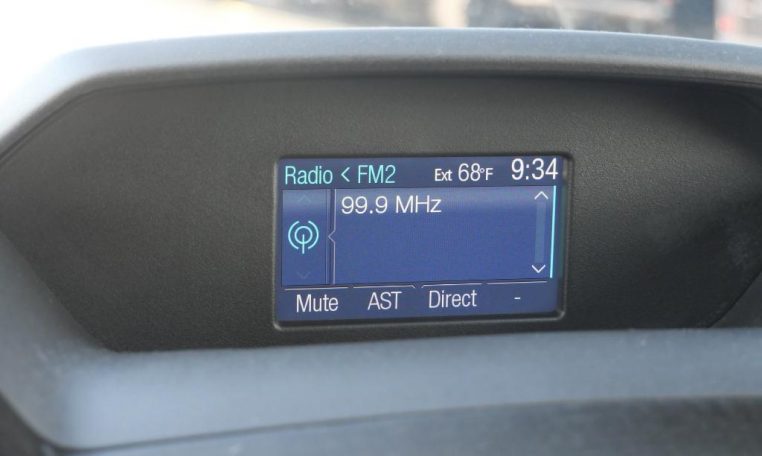 Radio < FM2 Ext 68°F 9:34
99.9 MHz
Mute AST Direct -